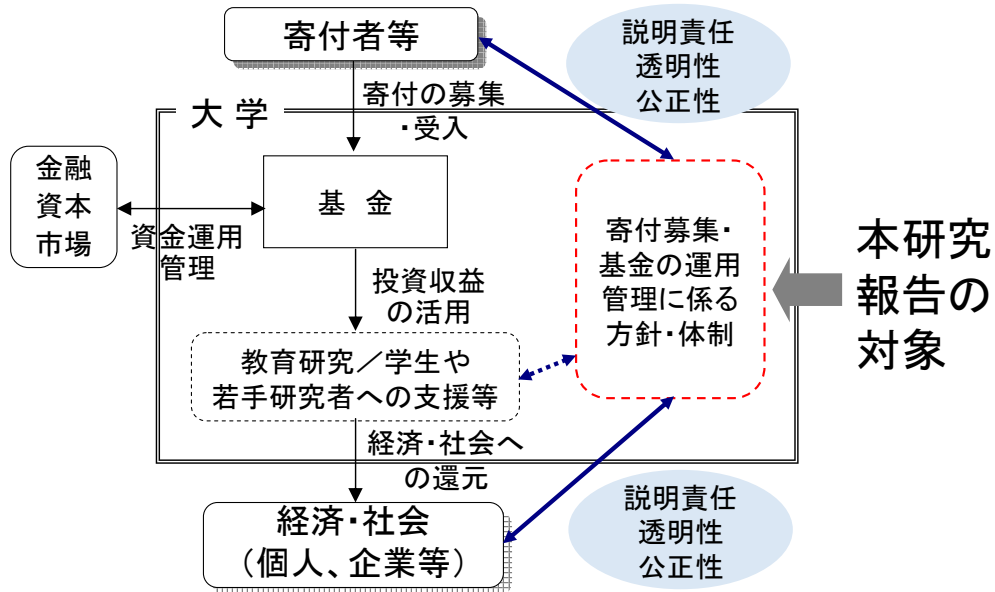 寄付者等
説明責任
透明性
公正性
寄付の募集
・受入
大 学
金融
資本
市場
基 金
資金運用
管理
寄付募集・
基金の運用
管理に係る
方針・体制
本研究
報告の
対象
投資収益
の活用
教育研究／学生や
若手研究者への支援等
経済・社会へ
の還元
経済・社会
（個人、企業等）
説明責任
透明性
公正性